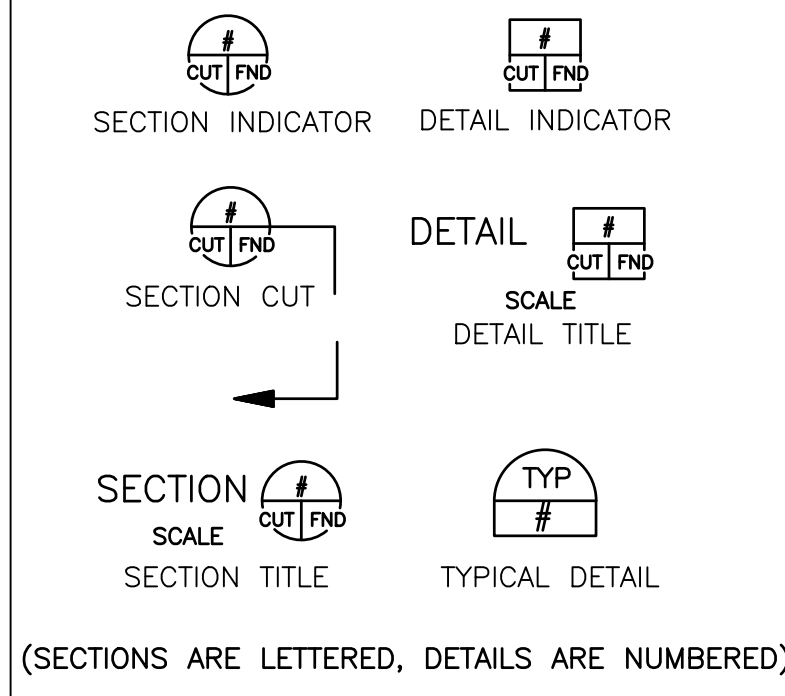 #
CUT FND
SECTION INDICATOR
#
CUT FND
DETAIL INDICATOR
#
CUT FND
SECTION CUT
DETAIL
#
CUT FND
SCALE
DETAIL TITLE
SECTION
#
CUT FND
SCALE
SECTION TITLE
TYP
#
TYPICAL DETAIL
(SECTIONS ARE LETTERED, DETAILS ARE NUMBERED)